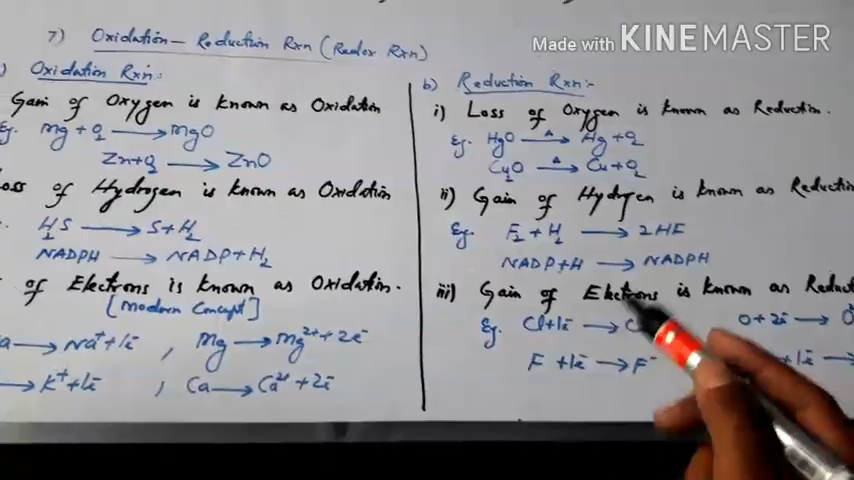 Made with KINEMASTER
7) Oxidation – Reduction Rxn (Redox Rxn)
) Oxidation Rxn:
Gain of Oxygen is known as Oxidation
Eg. Mg + O2 → MgO
Zn + O2 → ZnO
Loss of Hydrogen is known as Oxidation
H2S → S + H2
NADPH → NADP + H2
of Electrons is known as Oxidation.
[Modern Concept]
a → Na+ + 1e- , Mg → Mg2+ + 2e-
→ K+ + 1e- , Ca → Ca2+ + 2e-
b) Reduction Rxn:-
i) Loss of Oxygen is known as Reduction.
Eg. HgO →Δ Hg + O2
Cu2O →Δ Cu + O2
ii) Gain of Hydrogen is known as Reductio
Eg. F2 + H2 → 2HF
NADP + H → NADPH
iii) Gain of Electrons is known as Reduct
Eg. Cl + 1e- → C O + 2e- → O
F + 1e- → F- + 1e- →